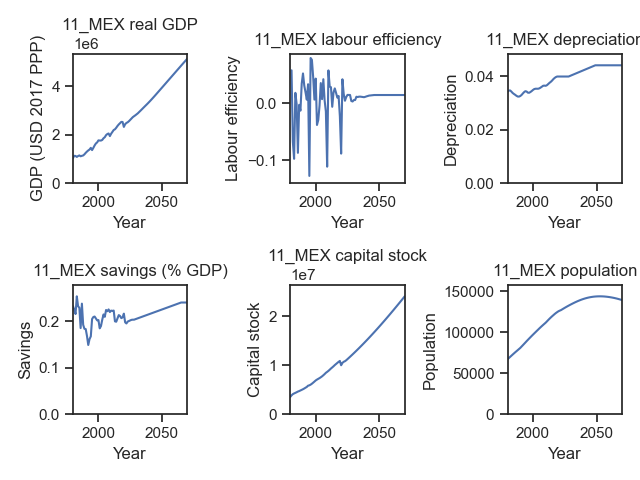 11_MEX real GDP
1e6
GDP (USD 2017 PPP)
4
2
0
2000
2050
Year
11_MEX labour efficiency
Labour efficiency
0.0
−0.1
2000
2050
Year
11_MEX depreciation
Depreciation
0.04
0.02
0.00
2000
2050
Year
11_MEX savings (% GDP)
Savings
0.2
0.1
0.0
2000
2050
Year
11_MEX capital stock
1e7
Capital stock
2
1
0
2000
2050
Year
11_MEX population
Population
150000
100000
50000
0
2000
2050
Year